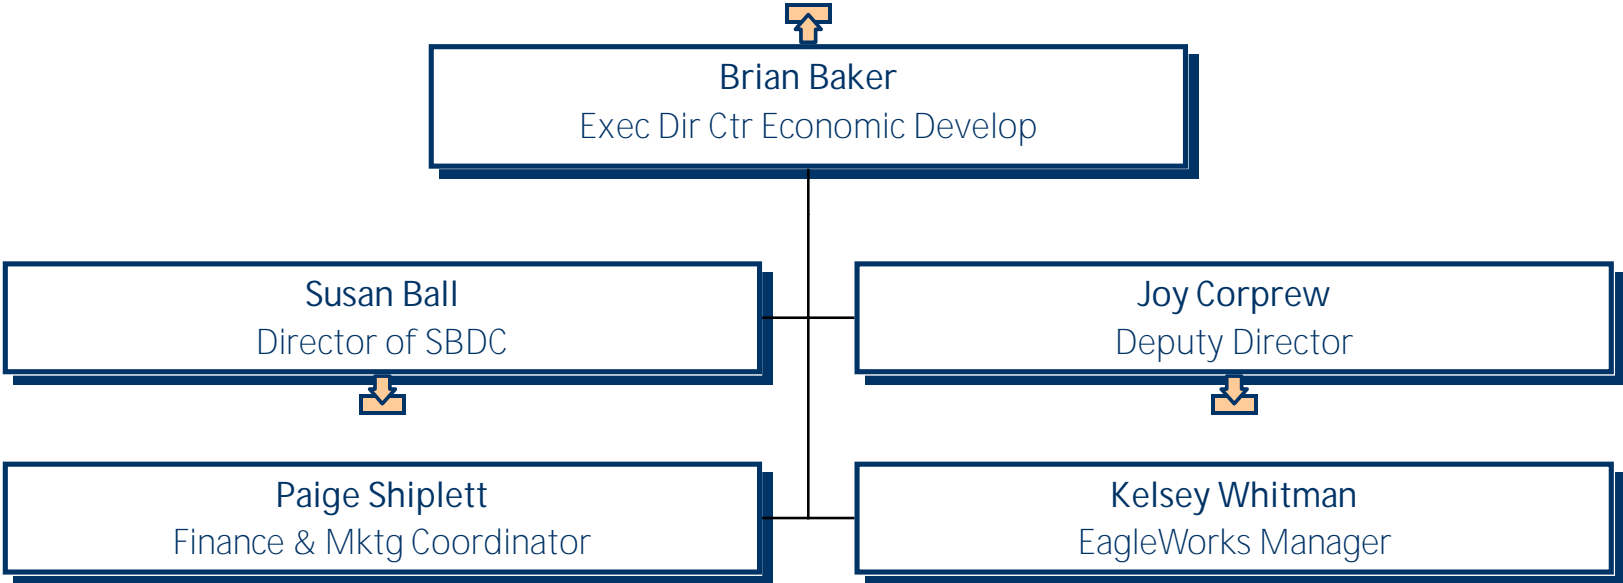 Brian Baker
Exec Dir Ctr Economic Develop
Susan Ball
Director of SBDC
Joy Corprew
Deputy Director
Paige Shiplett
Finance & Mktg Coordinator
Kelsey Whitman
EagleWorks Manager